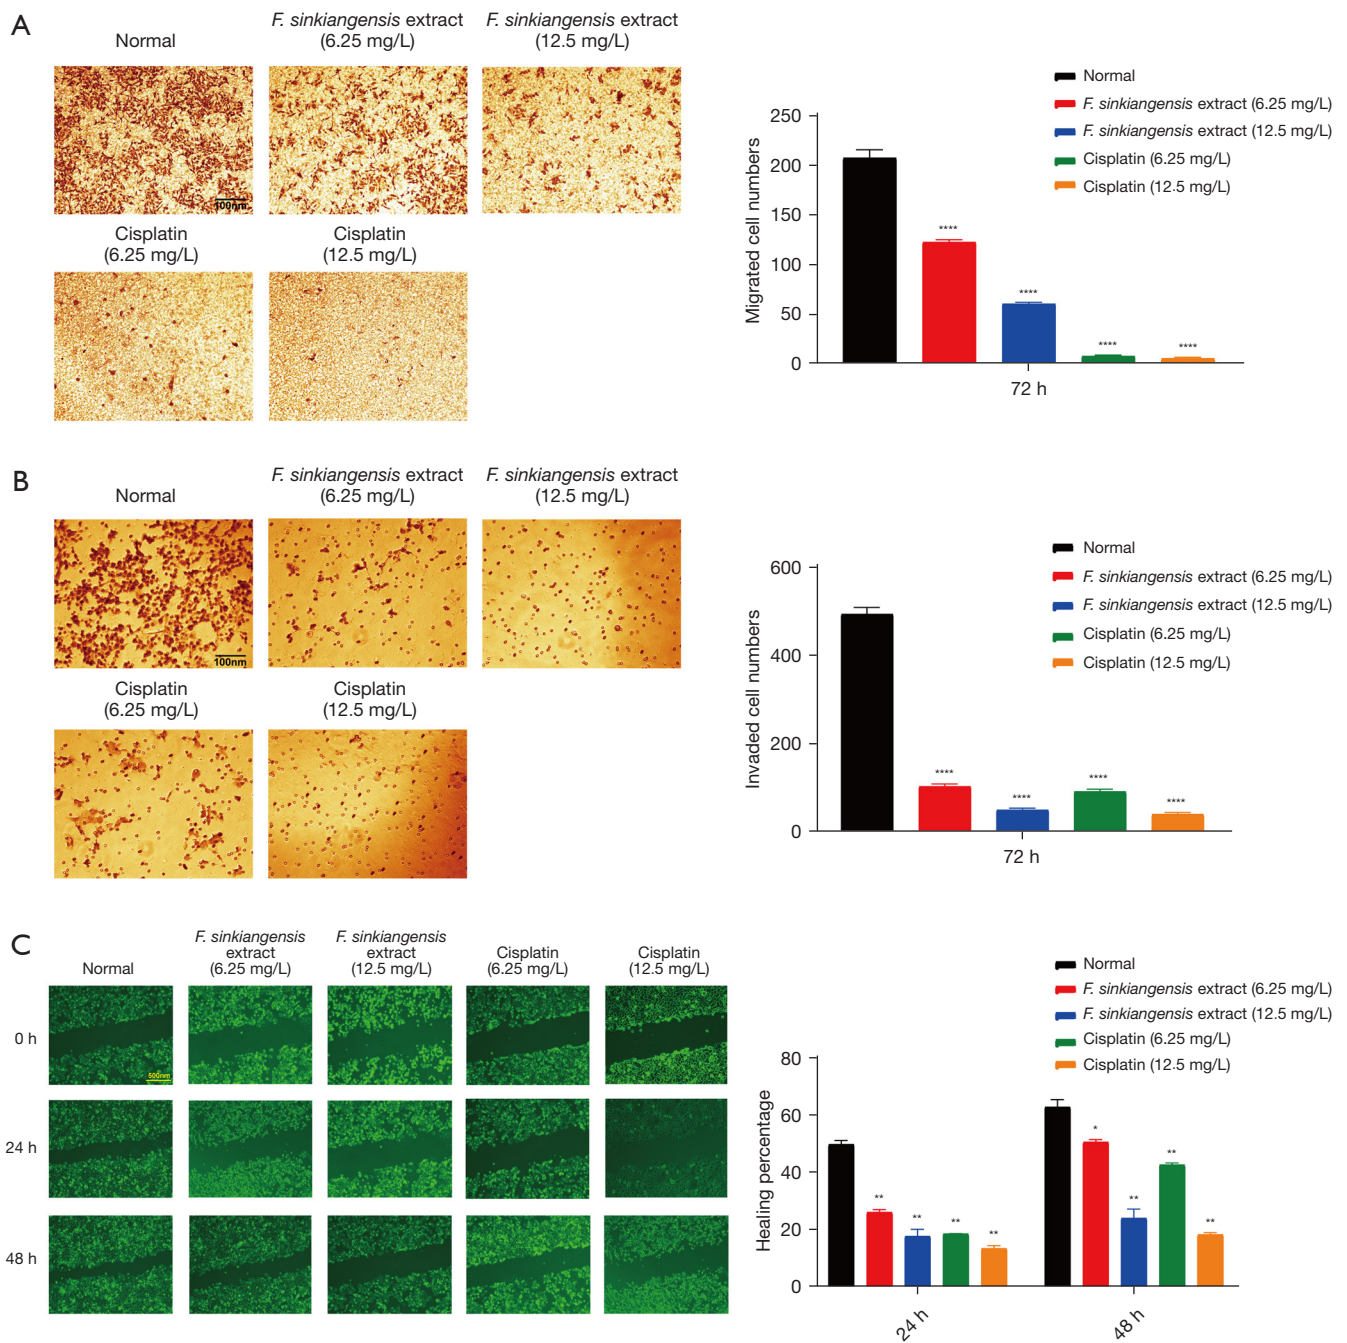 A
Normal
F. sinkiangensis extract
(6.25 mg/L)
F. sinkiangensis extract
(12.5 mg/L)
100nm
Cisplatin
(6.25 mg/L)
Cisplatin
(12.5 mg/L)
Normal
F. sinkiangensis extract (6.25 mg/L)
F. sinkiangensis extract (12.5 mg/L)
Cisplatin (6.25 mg/L)
Cisplatin (12.5 mg/L)
Migrated cell numbers
250
200
150
100
50
0
****
****
****
****
72 h
B
Normal
F. sinkiangensis extract
(6.25 mg/L)
F. sinkiangensis extract
(12.5 mg/L)
100nm
Cisplatin
(6.25 mg/L)
Cisplatin
(12.5 mg/L)
Normal
F. sinkiangensis extract (6.25 mg/L)
F. sinkiangensis extract (12.5 mg/L)
Cisplatin (6.25 mg/L)
Cisplatin (12.5 mg/L)
Invaded cell numbers
600
400
200
0
****
****
****
****
72 h
C
Normal
F. sinkiangensis
extract
(6.25 mg/L)
F. sinkiangensis
extract
(12.5 mg/L)
Cisplatin
(6.25 mg/L)
Cisplatin
(12.5 mg/L)
0 h
500nm
24 h
48 h
Normal
F. sinkiangensis extract (6.25 mg/L)
F. sinkiangensis extract (12.5 mg/L)
Cisplatin (6.25 mg/L)
Cisplatin (12.5 mg/L)
Healing percentage
80
60
40
20
0
**
**
**
**
*
**
**
**
24 h
48 h